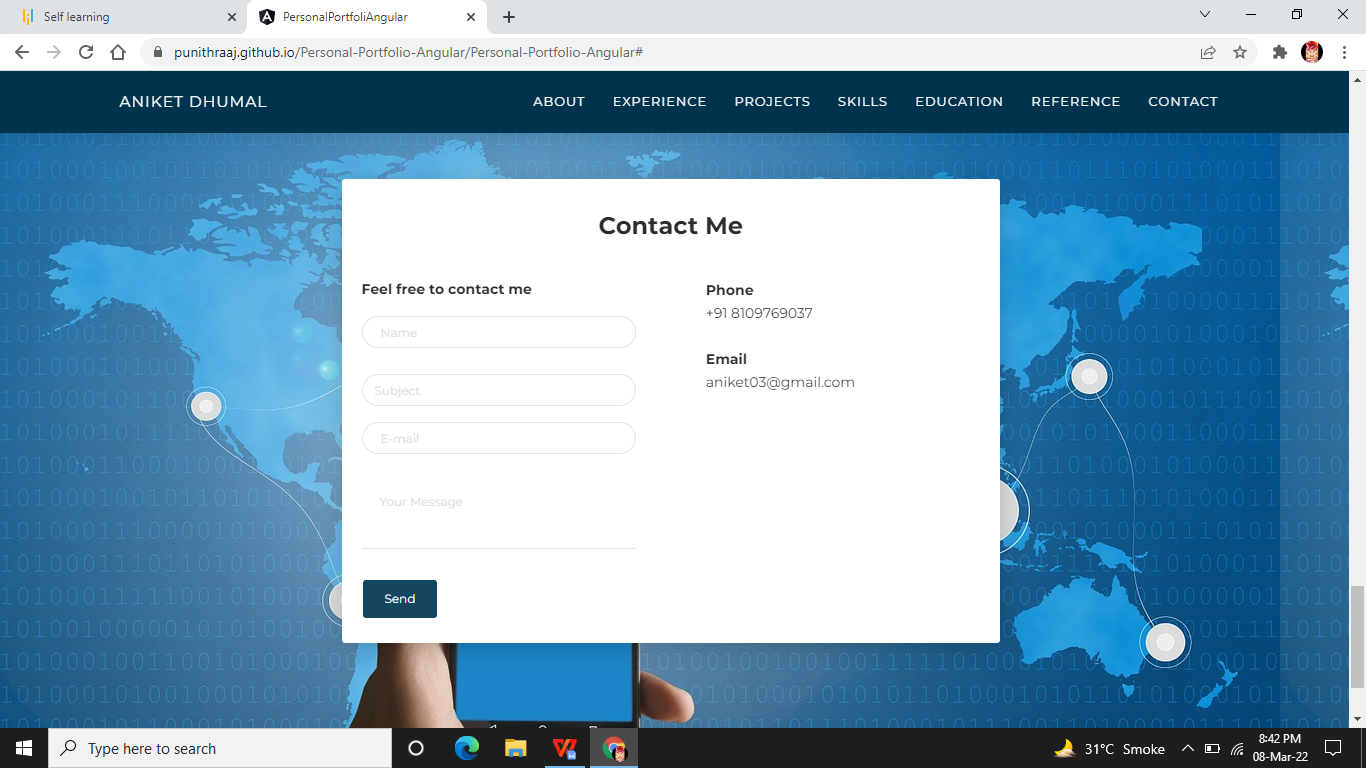 Self learning
PersonalPortfoliAngular
punithraaj.github.io/Personal-Portfolio-Angular/Personal-Portfolio-Angular#
ANIKET DHUMAL
ABOUT EXPERIENCE PROJECTS SKILLS EDUCATION REFERENCE CONTACT
Contact Me
Feel free to contact me
Name
Subject
E-mail
Your Message
Send
Phone
+91 8109769037
Email
aniket03@gmail.com
Type here to search
31°C Smoke
8:42 PM
08-Mar-22